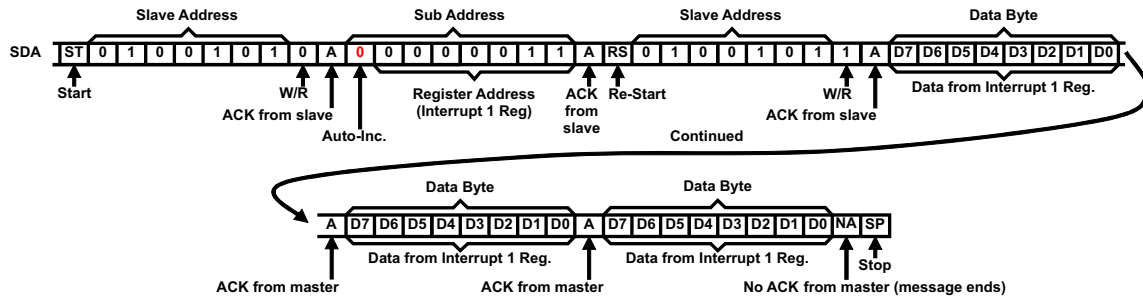 Slave Address Sub Address Slave Address Data Byte
SDA ST 0 1 0 0 1 0 1 0 A 0 0 0 0 0 0 0 1 1 A RS 0 1 0 0 1 0 1 1 A D7 D6 D5 D4 D3 D2 D1 D0
Start W/R Register Address ACK Re-Start W/R Data from Interrupt 1 Reg.
ACK from slave (Interrupt 1 Reg) from ACK from slave
slave
Auto-Inc. Continued
Data Byte Data Byte
A D7 D6 D5 D4 D3 D2 D1 D0 A D7 D6 D5 D4 D3 D2 D1 D0 NA SP
Data from Interrupt 1 Reg. Data from Interrupt 1 Reg. Stop
ACK from master ACK from master No ACK from master (message ends)